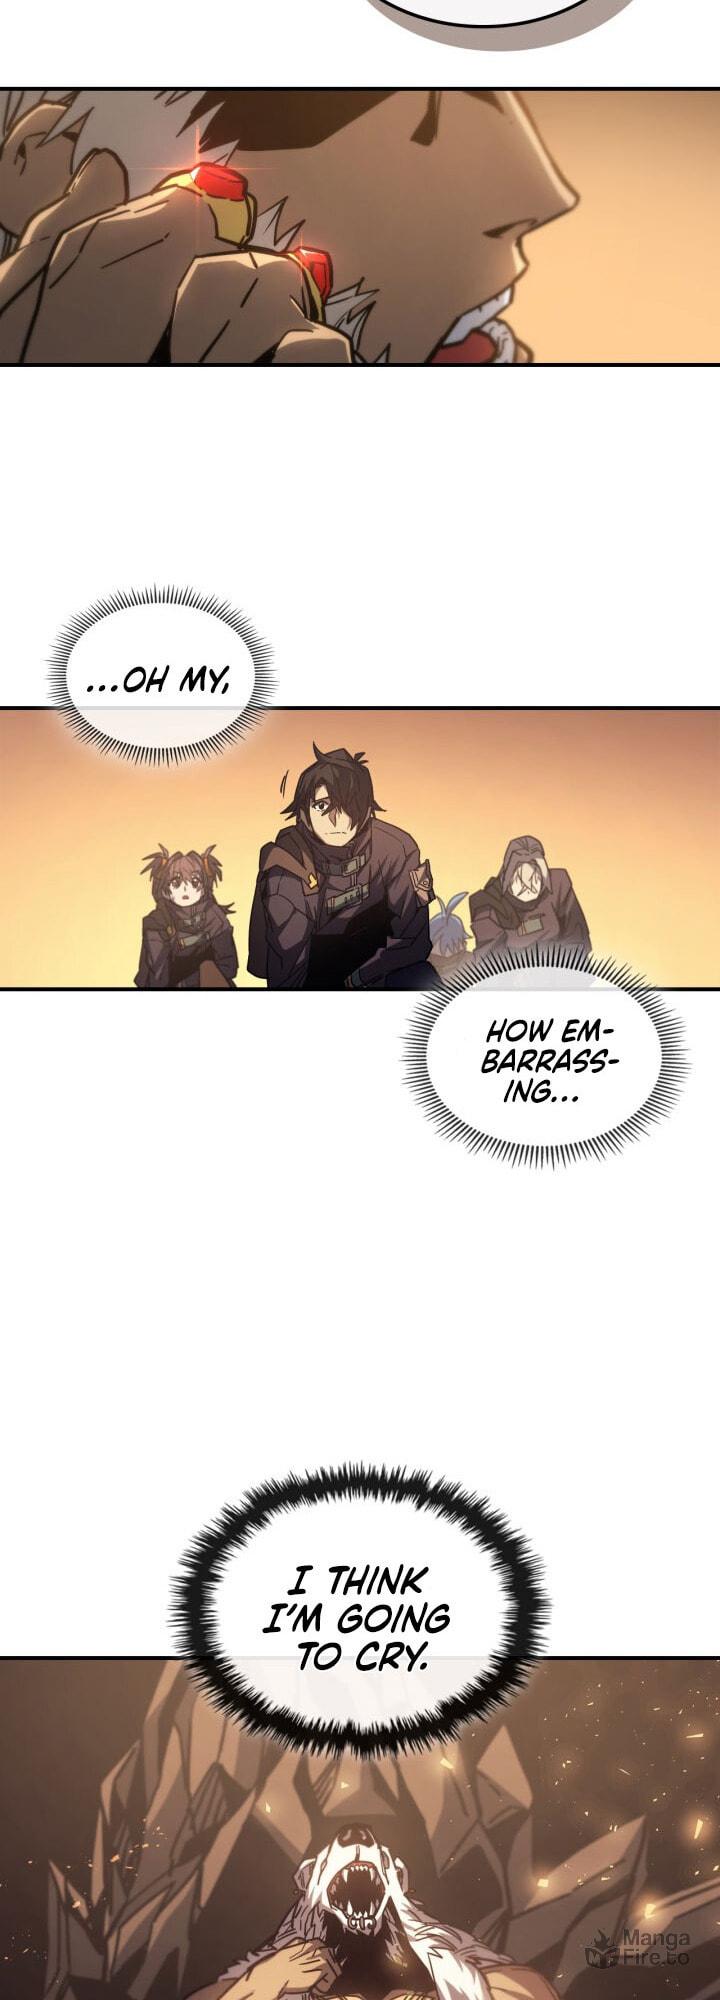 ...OH MY,
HOW EM-
BARRASS-
ING...
I THINK
I'M GOING
TO CRY.
Manga
Fire.to